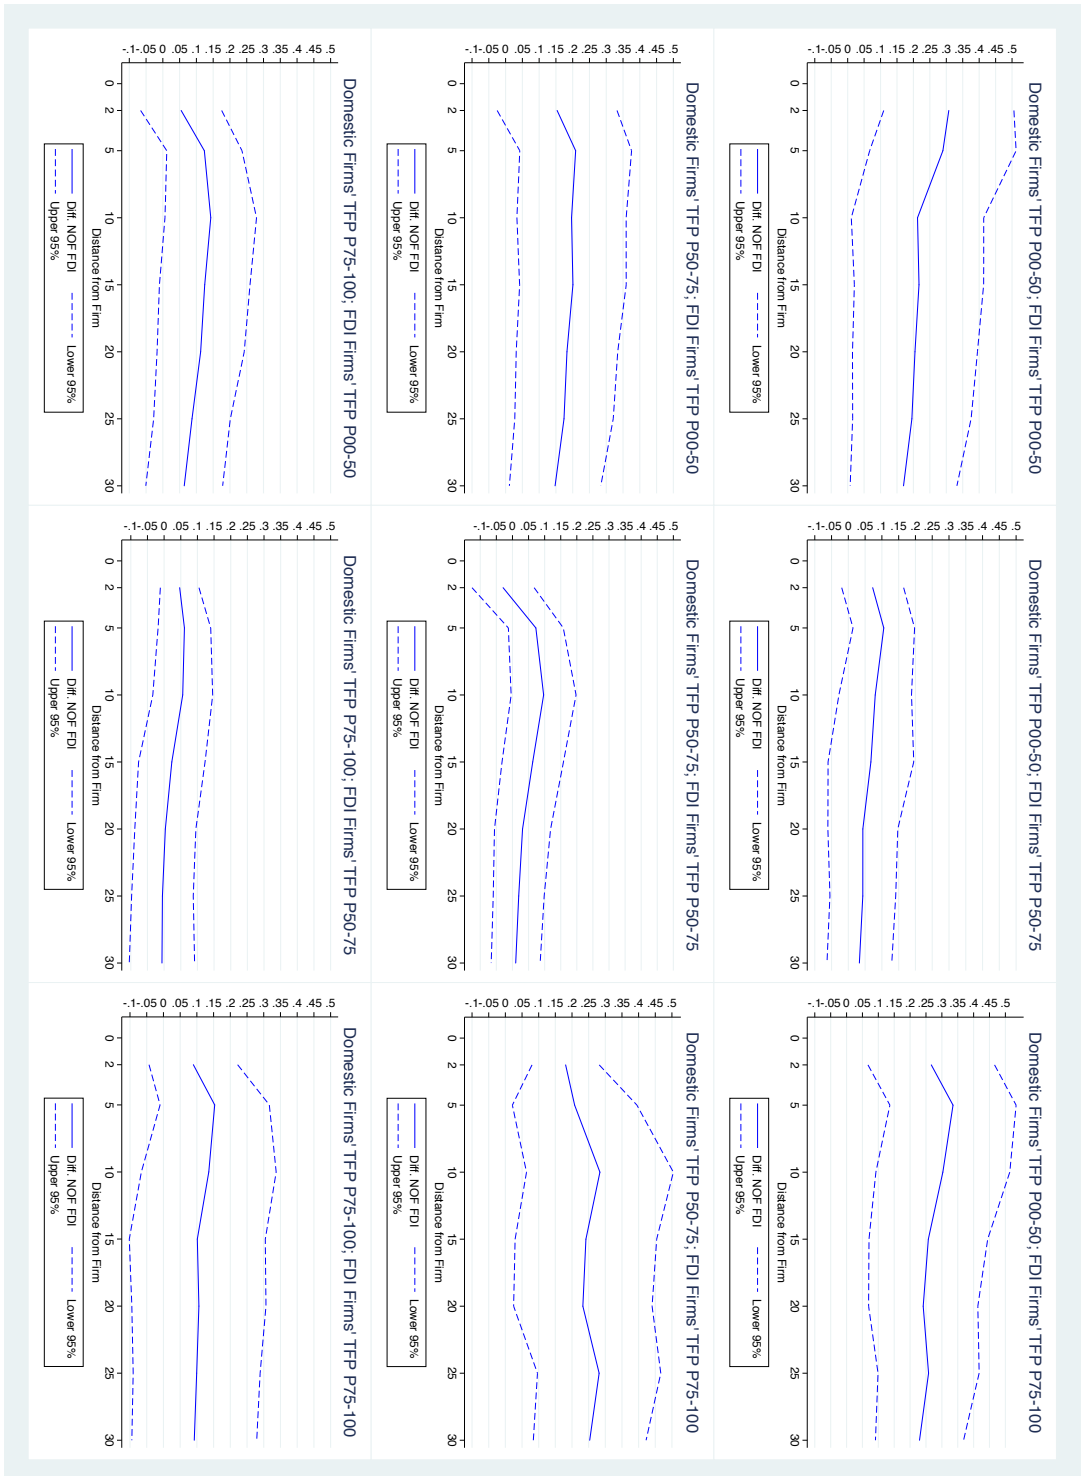 Domestic Firms' TFP P00-50; FDI Firms' TFP P00-50
-.1-.05 0 .05 .1 .15 .2 .25 .3 .35 .4 .45 .5
0 2 5 10 15 20 25 30
Distance from Firm
Diff. NOF FDI Lower 95%
Upper 95%
Domestic Firms' TFP P00-50; FDI Firms' TFP P50-75
-.1-.05 0 .05 .1 .15 .2 .25 .3 .35 .4 .45 .5
0 2 5 10 15 20 25 30
Distance from Firm
Diff. NOF FDI Lower 95%
Upper 95%
Domestic Firms' TFP P00-50; FDI Firms' TFP P75-100
-.1-.05 0 .05 .1 .15 .2 .25 .3 .35 .4 .45 .5
0 2 5 10 15 20 25 30
Distance from Firm
Diff. NOF FDI Lower 95%
Upper 95%
Domestic Firms' TFP P50-75; FDI Firms' TFP P00-50
-.1-.05 0 .05 .1 .15 .2 .25 .3 .35 .4 .45 .5
0 2 5 10 15 20 25 30
Distance from Firm
Diff. NOF FDI Lower 95%
Upper 95%
Domestic Firms' TFP P50-75; FDI Firms' TFP P50-75
-.1-.05 0 .05 .1 .15 .2 .25 .3 .35 .4 .45 .5
0 2 5 10 15 20 25 30
Distance from Firm
Diff. NOF FDI Lower 95%
Upper 95%
Domestic Firms' TFP P50-75; FDI Firms' TFP P75-100
-.1-.05 0 .05 .1 .15 .2 .25 .3 .35 .4 .45 .5
0 2 5 10 15 20 25 30
Distance from Firm
Diff. NOF FDI Lower 95%
Upper 95%
Domestic Firms' TFP P75-100; FDI Firms' TFP P00-50
-.1-.05 0 .05 .1 .15 .2 .25 .3 .35 .4 .45 .5
0 2 5 10 15 20 25 30
Distance from Firm
Diff. NOF FDI Lower 95%
Upper 95%
Domestic Firms' TFP P75-100; FDI Firms' TFP P50-75
-.1-.05 0 .05 .1 .15 .2 .25 .3 .35 .4 .45 .5
0 2 5 10 15 20 25 30
Distance from Firm
Diff. NOF FDI Lower 95%
Upper 95%
Domestic Firms' TFP P75-100; FDI Firms' TFP P75-100
-.1-.05 0 .05 .1 .15 .2 .25 .3 .35 .4 .45 .5
0 2 5 10 15 20 25 30
Distance from Firm
Diff. NOF FDI Lower 95%
Upper 95%